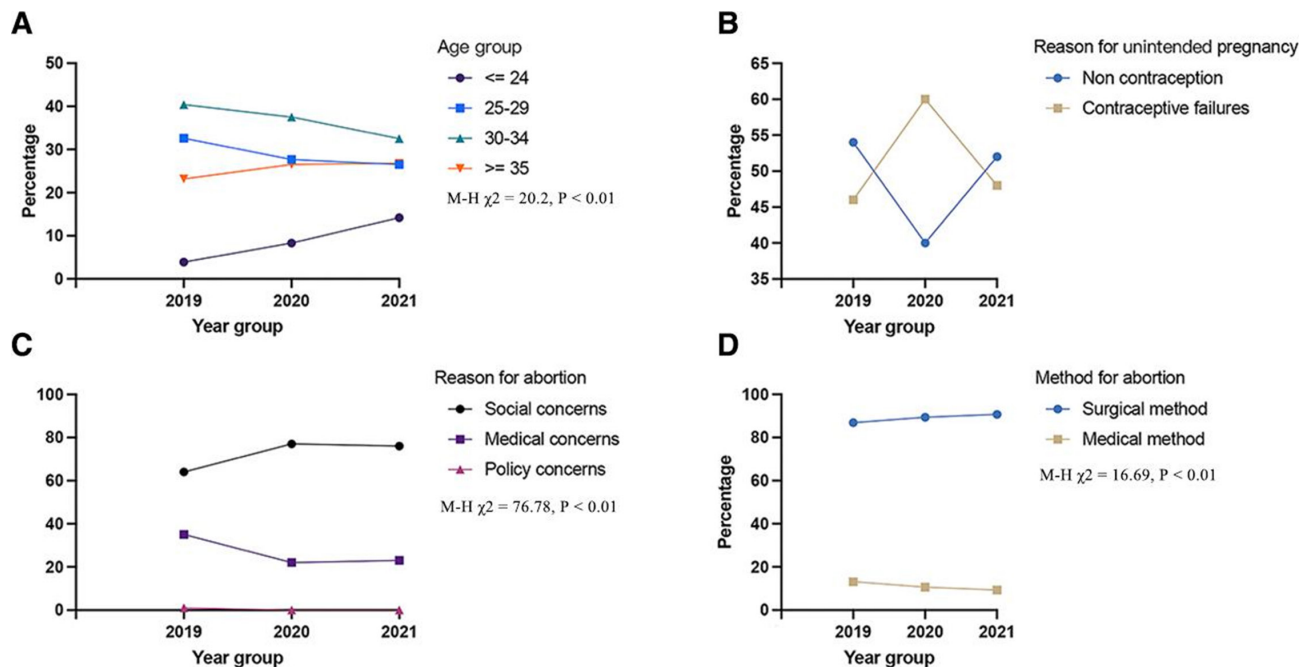 A
Age group
<= 24
25-29
30-34
>= 35
M-H χ2 = 20.2, P < 0.01
Percentage
50
40
30
20
10
0
2019 2020 2021
Year group
B
Reason for unintended pregnancy
Non contraception
Contraceptive failures
Percentage
65
60
55
50
45
40
35
2019 2020 2021
Year group
C
Reason for abortion
Social concerns
Medical concerns
Policy concerns
M-H χ2 = 76.78, P < 0.01
100
80
60
40
20
0
2019 2020 2021
Year group
D
Method for abortion
Surgical method
Medical method
M-H χ2 = 16.69, P < 0.01
Percentage
100
80
60
40
20
0
2019 2020 2021
Year group